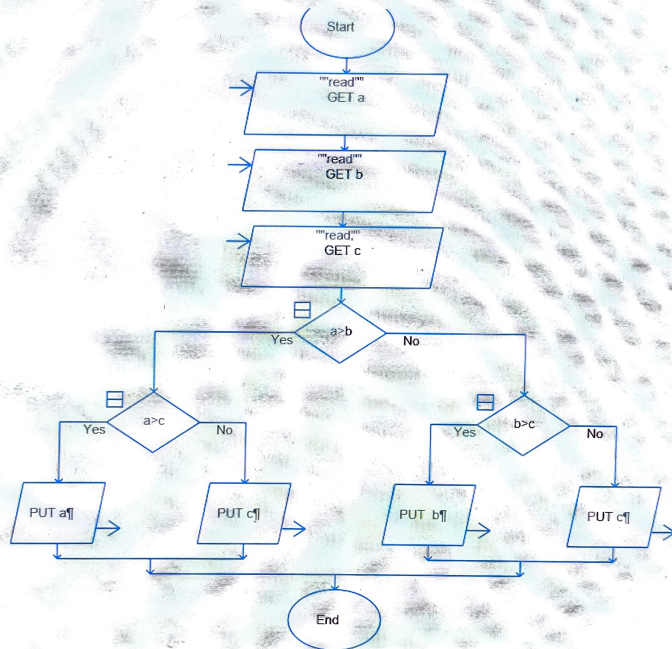 Start
""read""
GET a
""read""
GET b
""read""
GET c
a>b
Yes
No
a>c
Yes
No
b>c
Yes
No
PUT a¶
PUT c¶
PUT b¶
PUT c¶
End